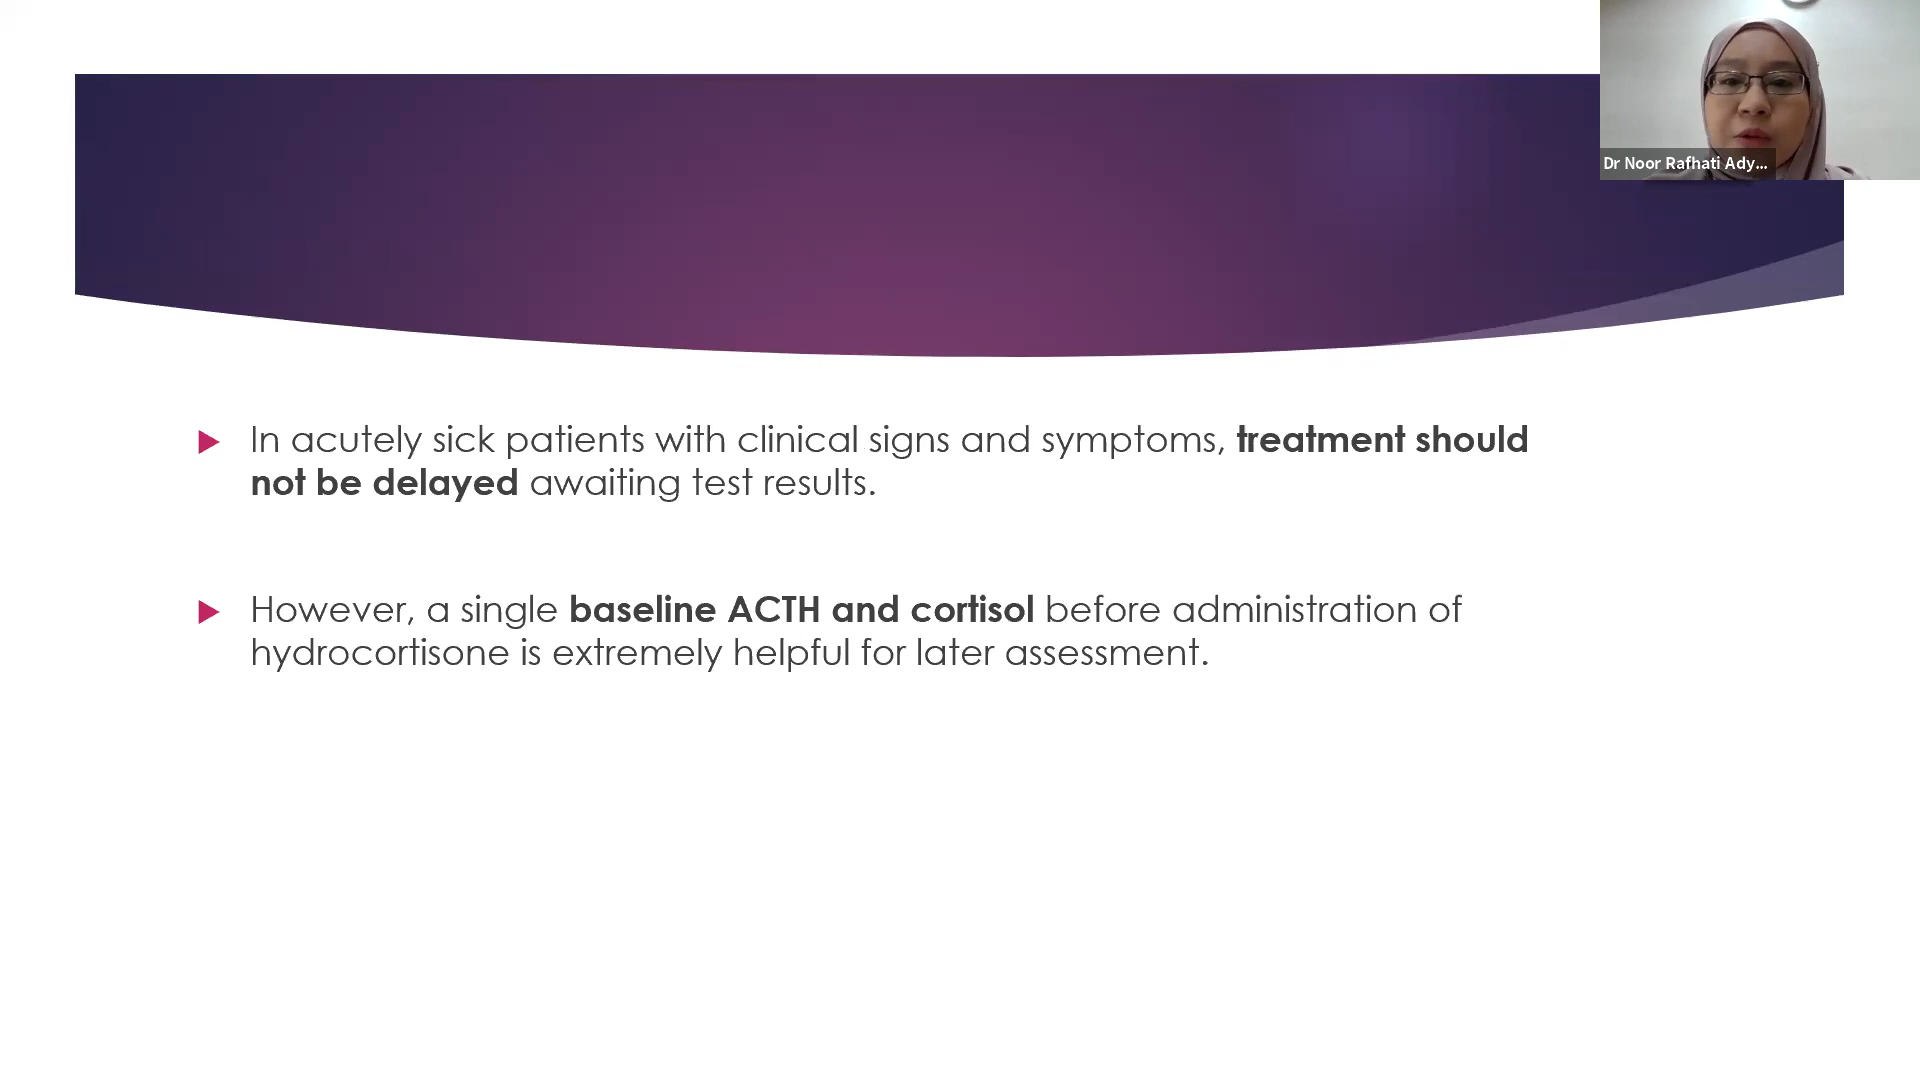 Dr Noor Rafhati Ady...
In acutely sick patients with clinical signs and symptoms, treatment should
not be delayed awaiting test results.
However, a single baseline ACTH and cortisol before administration of
hydrocortisone is extremely helpful for later assessment.